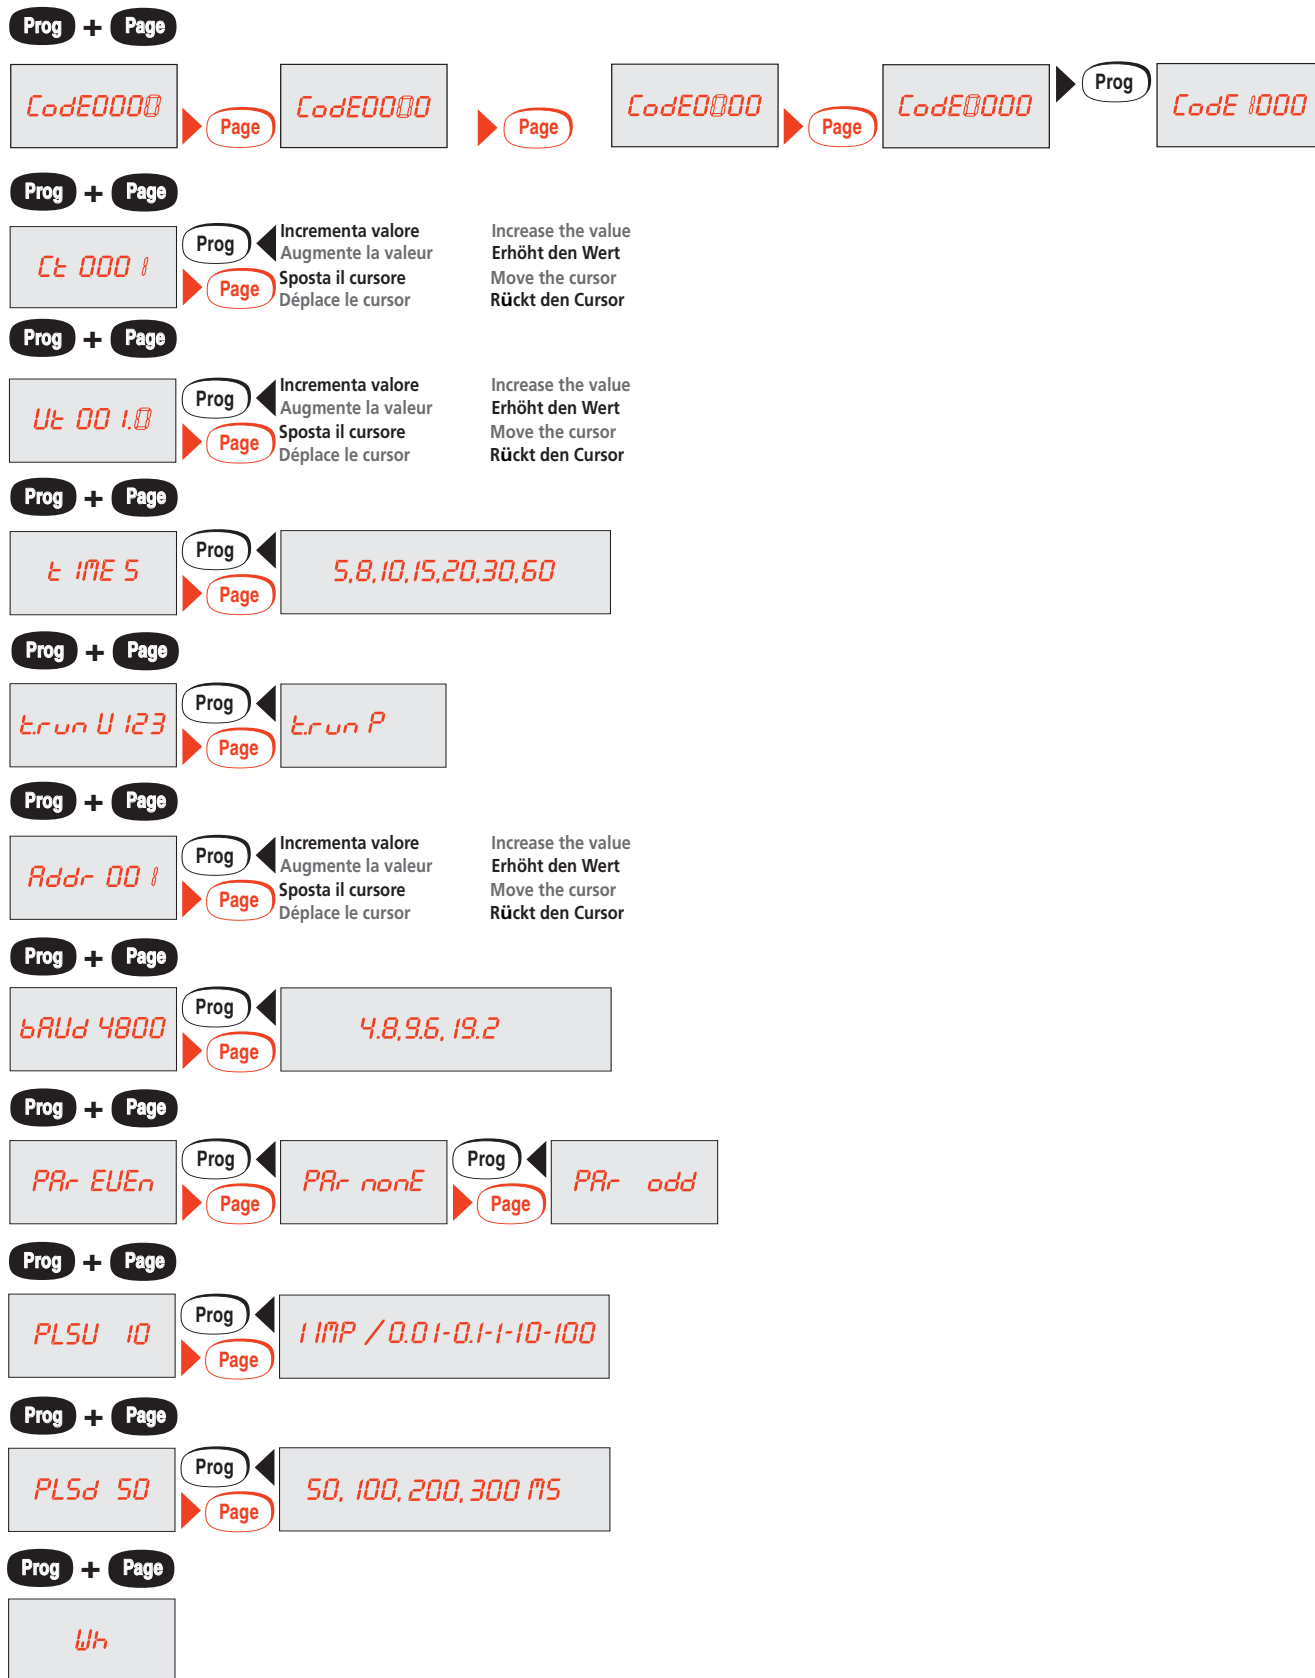 Prog + Page
CodE0000 Page CodE0000 Page CodE0000 Page CodE0000 Prog CodE 1000
Prog + Page
Ct 0001 Prog Incrementa valore Increase the value
Augmente la valeur Erhöht den Wert
Page Sposta il cursore Move the cursor
Déplace le cursor Rückt den Cursor
Prog + Page
Ut 001.0 Prog Incrementa valore Increase the value
Augmente la valeur Erhöht den Wert
Page Sposta il cursore Move the cursor
Déplace le cursor Rückt den Cursor
Prog + Page
t IME 5 Prog Page 5,8,10,15,20,30,60
Prog + Page
t.run U 123 Prog Page t.run P
Prog + Page
Addr 001 Prog Incrementa valore Increase the value
Augmente la valeur Erhöht den Wert
Page Sposta il cursore Move the cursor
Déplace le cursor Rückt den Cursor
Prog + Page
bAUd 4800 Prog Page 4.8,9.6, 19.2
Prog + Page
PAr EUEn Prog Page PAr nonE Prog Page PAr odd
Prog + Page
PLSU 10 Prog Page 1 IMP / 0.01-0.1-1-10-100
Prog + Page
PLSd 50 Prog Page 50, 100, 200, 300 MS
Prog + Page
Wh